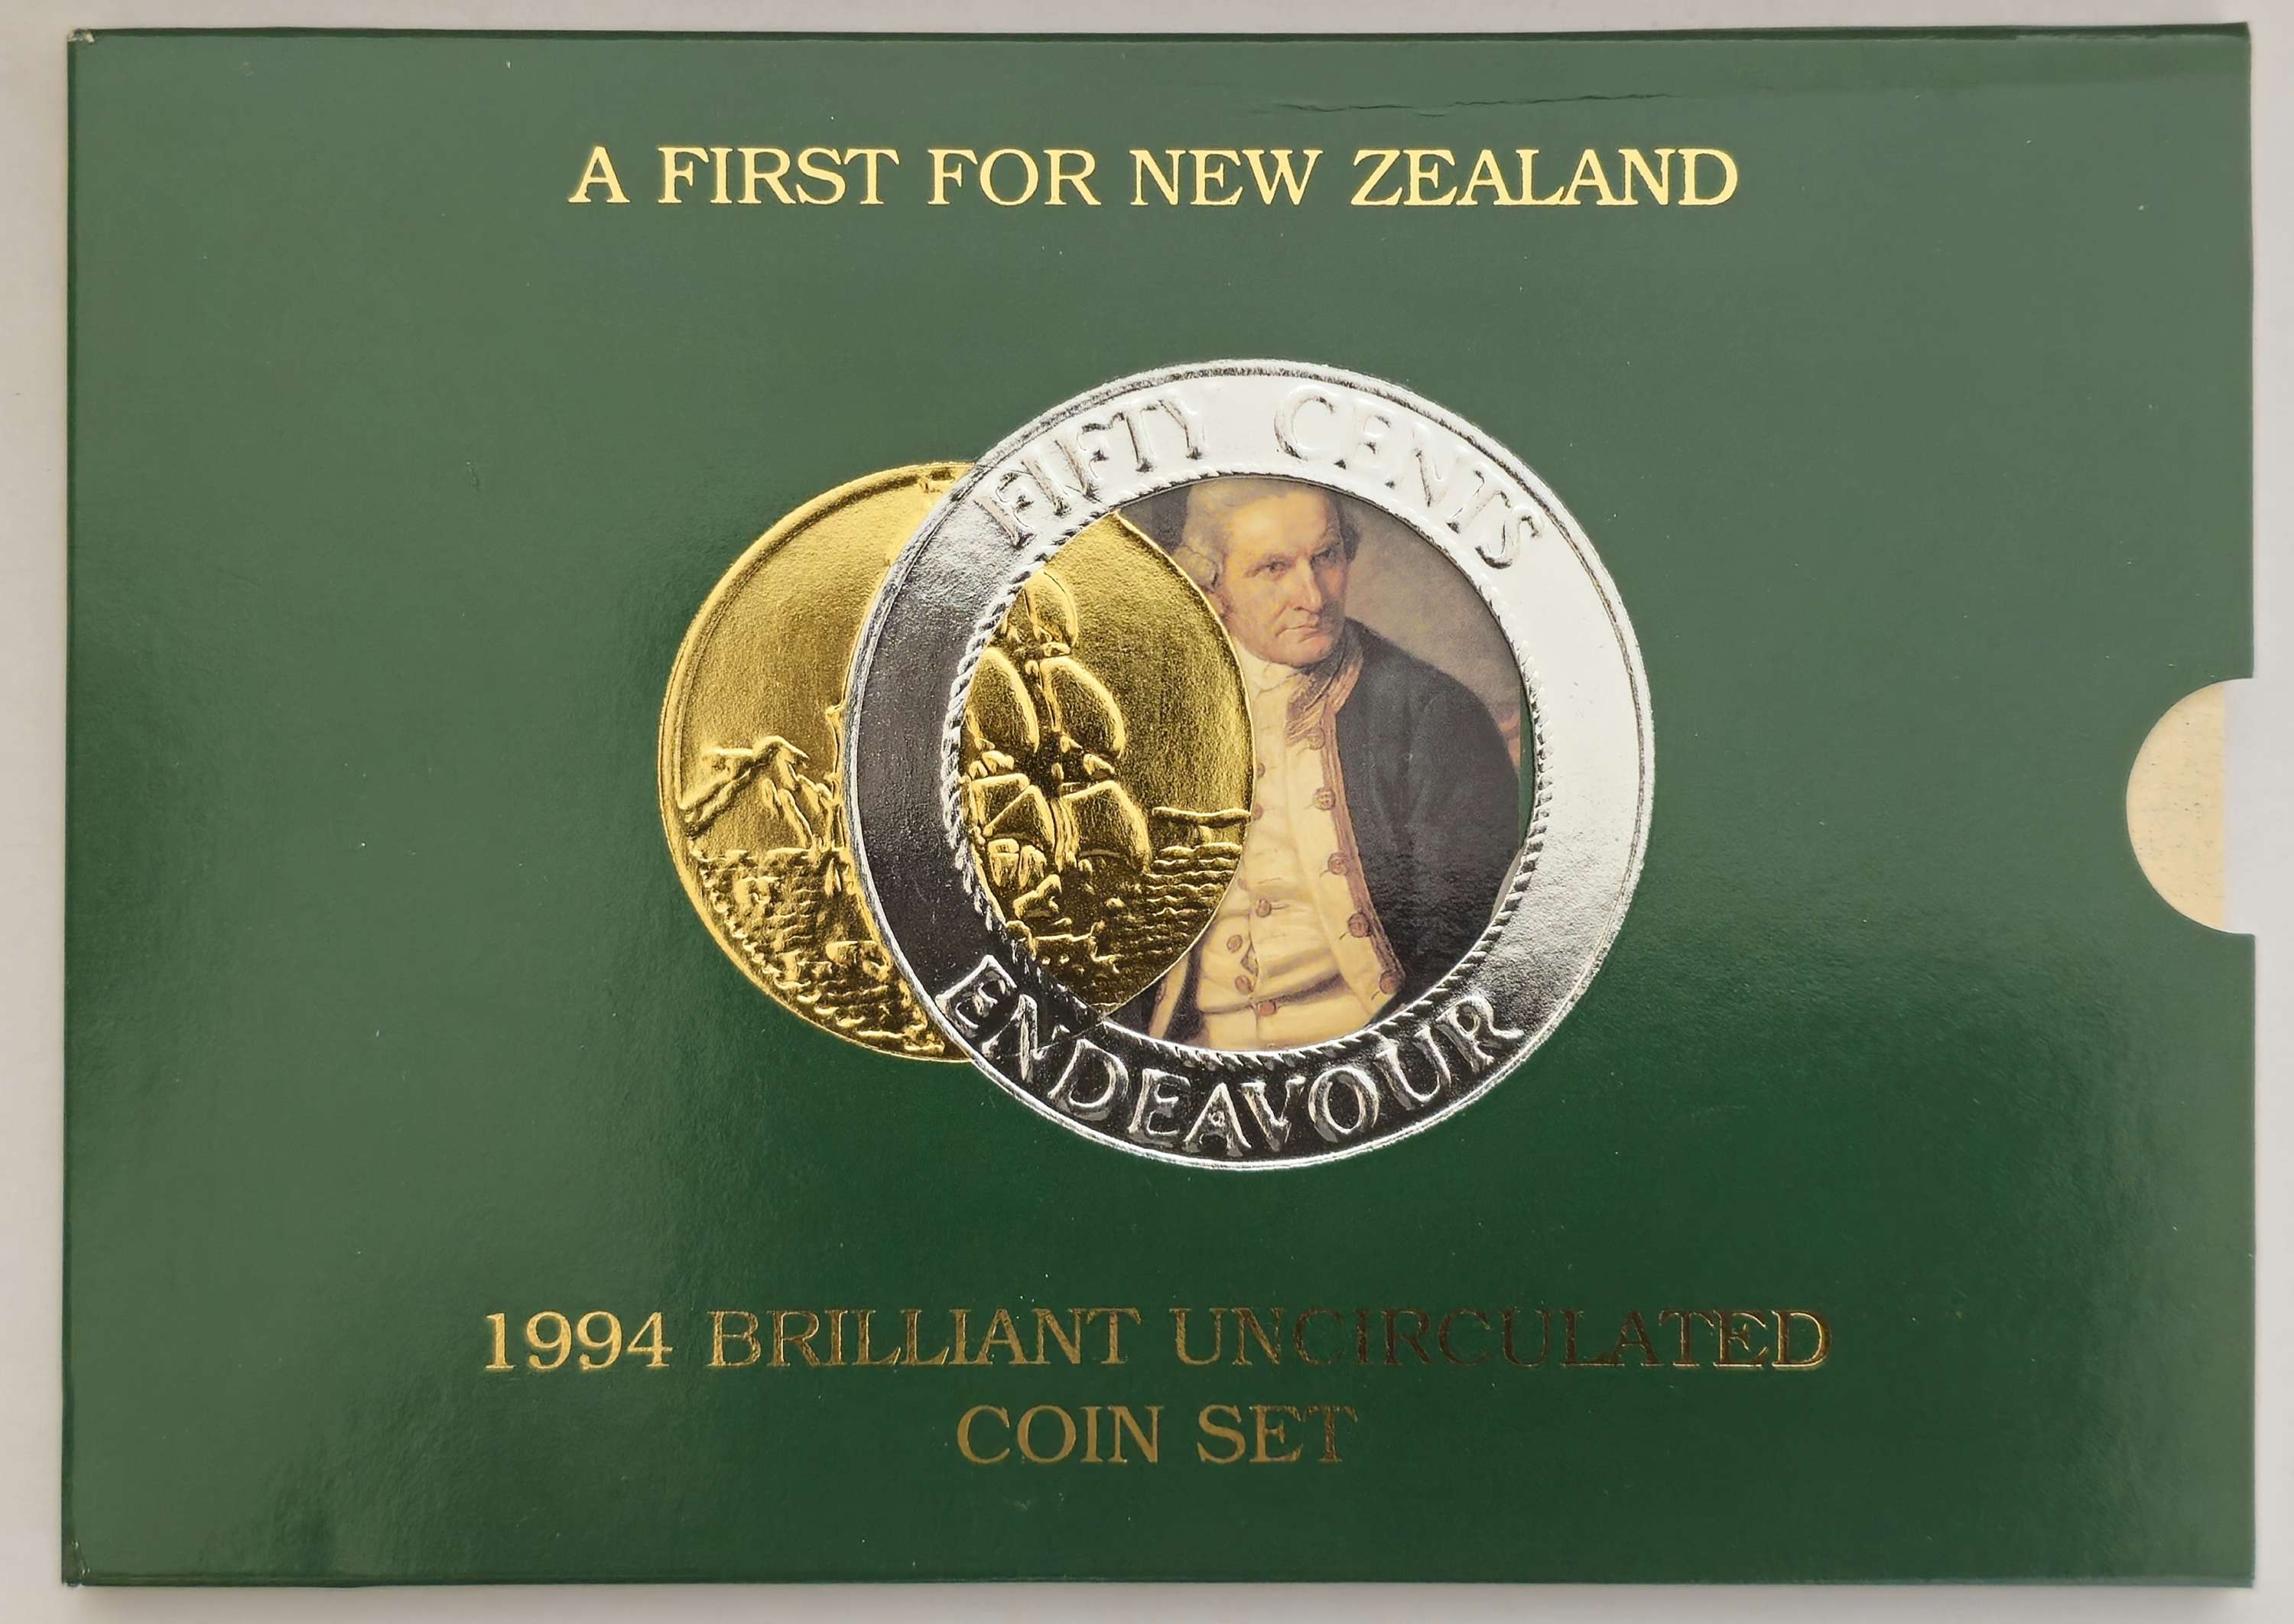 A FIRST FOR NEW ZEALAND
FIFTY CENTS
ENDEAVOUR
1994 BRILLIANT UNCIRCULATED
COIN SET